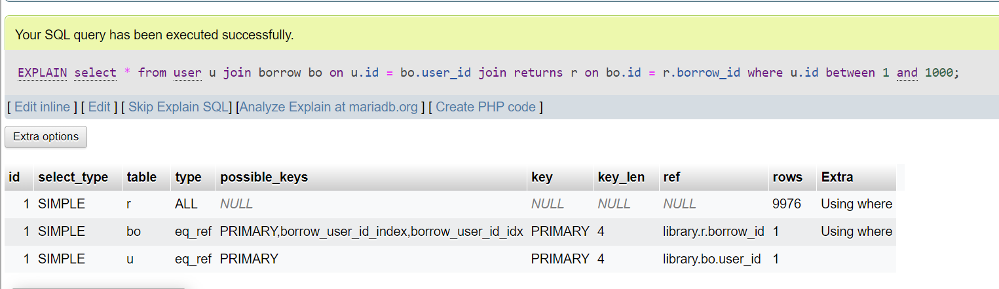 Your SQL query has been executed successfully.
EXPLAIN select * from user u join borrow bo on u.id = bo.user_id join returns r on bo.id = r.borrow_id where u.id between 1 and 1000;
[ Edit inline ] [ Edit ] [ Skip Explain SQL] [Analyze Explain at mariadb.org ] [ Create PHP code ]
Extra options
id select_type table type possible_keys key key_len ref rows Extra
1 SIMPLE r ALL NULL NULL NULL NULL 9976 Using where
1 SIMPLE bo eq_ref PRIMARY,borrow_user_id_index,borrow_user_id_idx PRIMARY 4 library.r.borrow_id 1 Using where
1 SIMPLE u eq_ref PRIMARY PRIMARY 4 library.bo.user_id 1